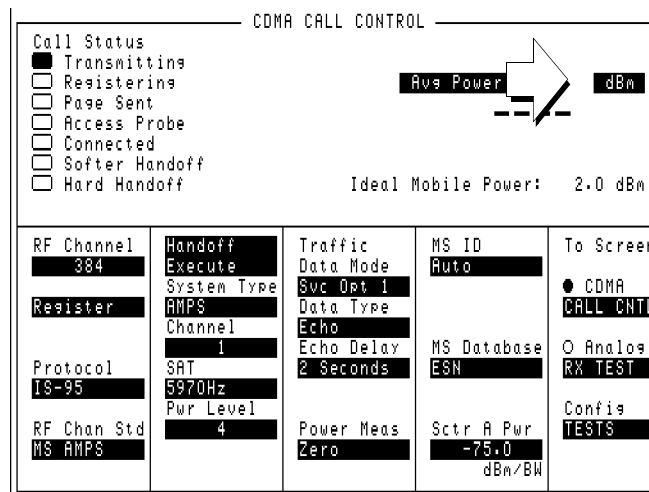 CDMA CALL CONTROL
Call Status
Transmitting
Registering
Page Sent
Access Probe
Connected
Softer Handoff
Hard Handoff
Avg Power
dBm
Ideal Mobile Power: 2.0 dBm
RF Channel
384
Register
Protocol
IS-95
RF Chan Std
MS AMPS
Handoff
Execute
System Type
AMPS
Channel
1
SAT
5970Hz
Pwr Level
4
Traffic
Data Mode
Svc Opt 1
Data Type
Echo
Echo Delay
2 Seconds
Power Meas
Zero
MS ID
Auto
MS Database
ESN
Sctr A Pwr
-75.0
dBm/BW
To Screen
CDMA
CALL CNTL
Analog
RX TEST
Config
TESTS